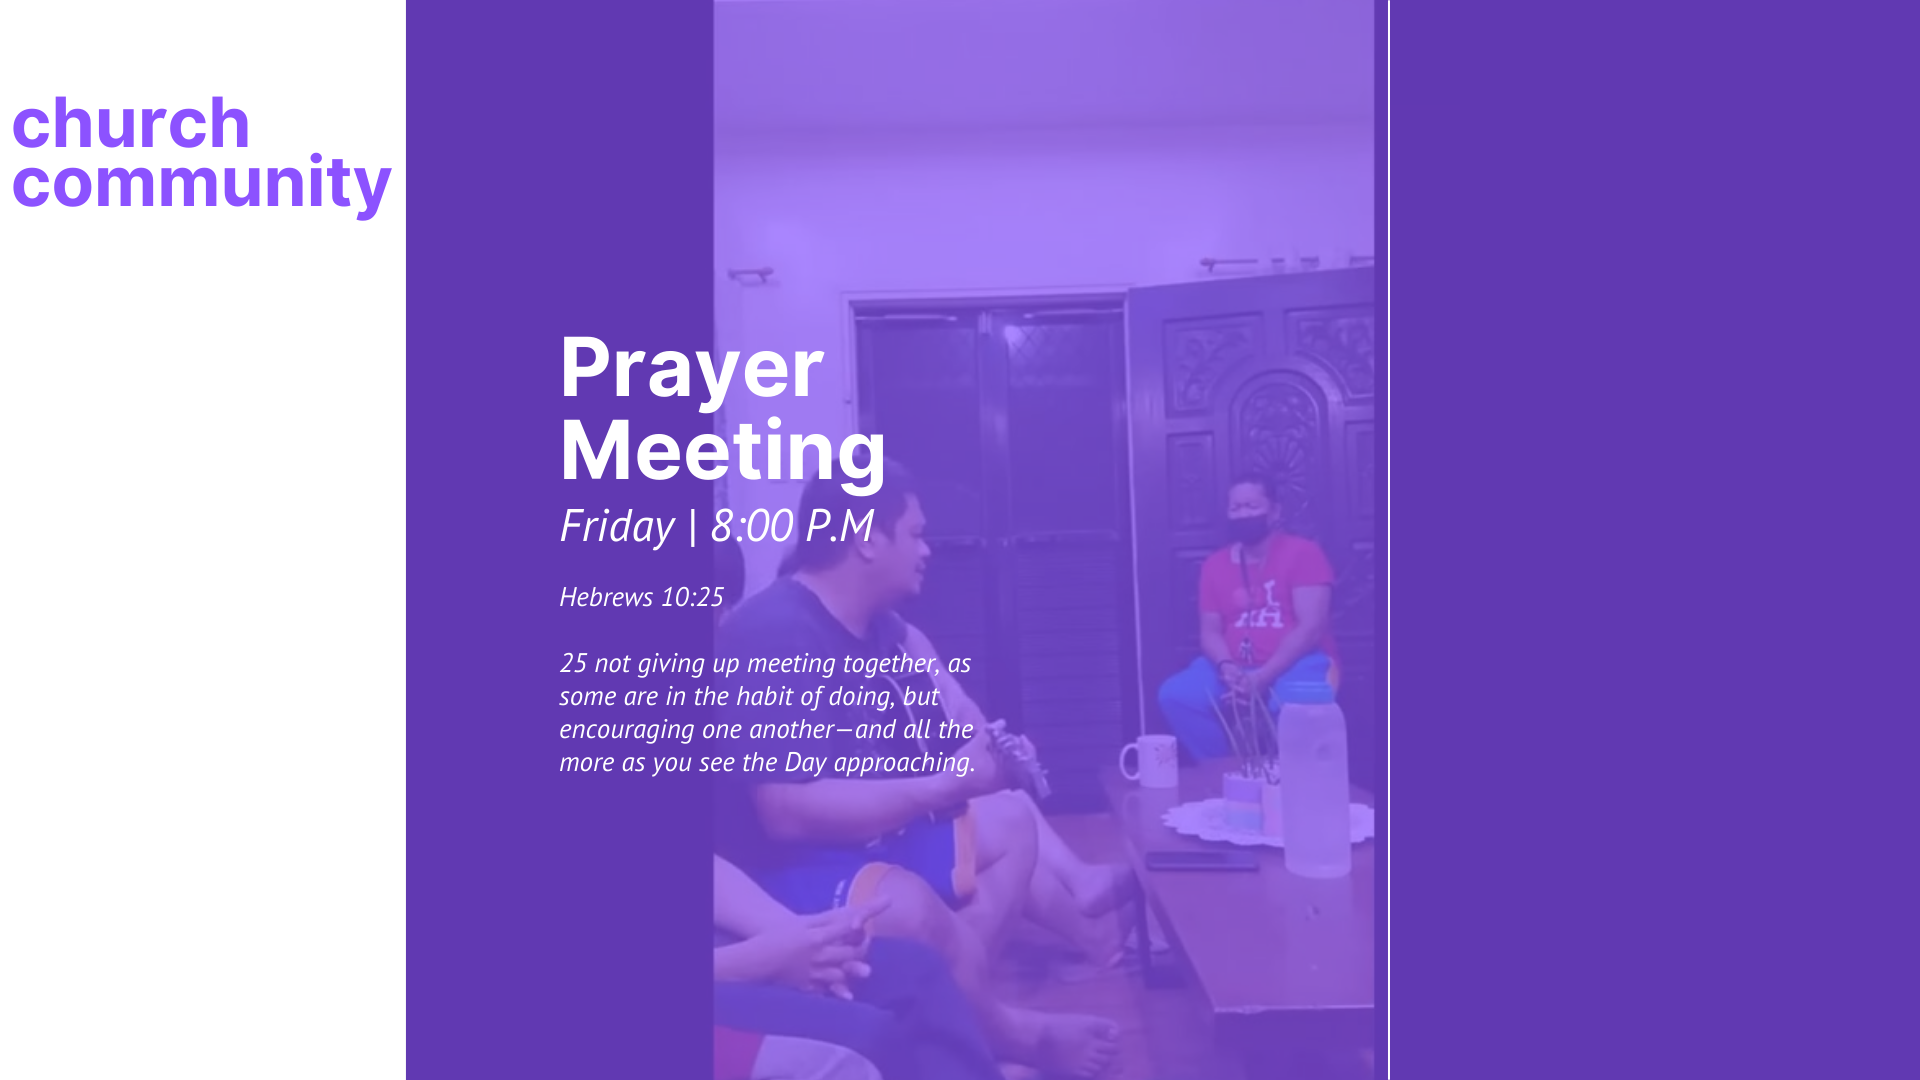 church
community
Prayer
Meeting
Friday | 8:00 P.M
Hebrews 10:25
25 not giving up meeting together, as
some are in the habit of doing, but
encouraging one another—and all the
more as you see the Day approaching.